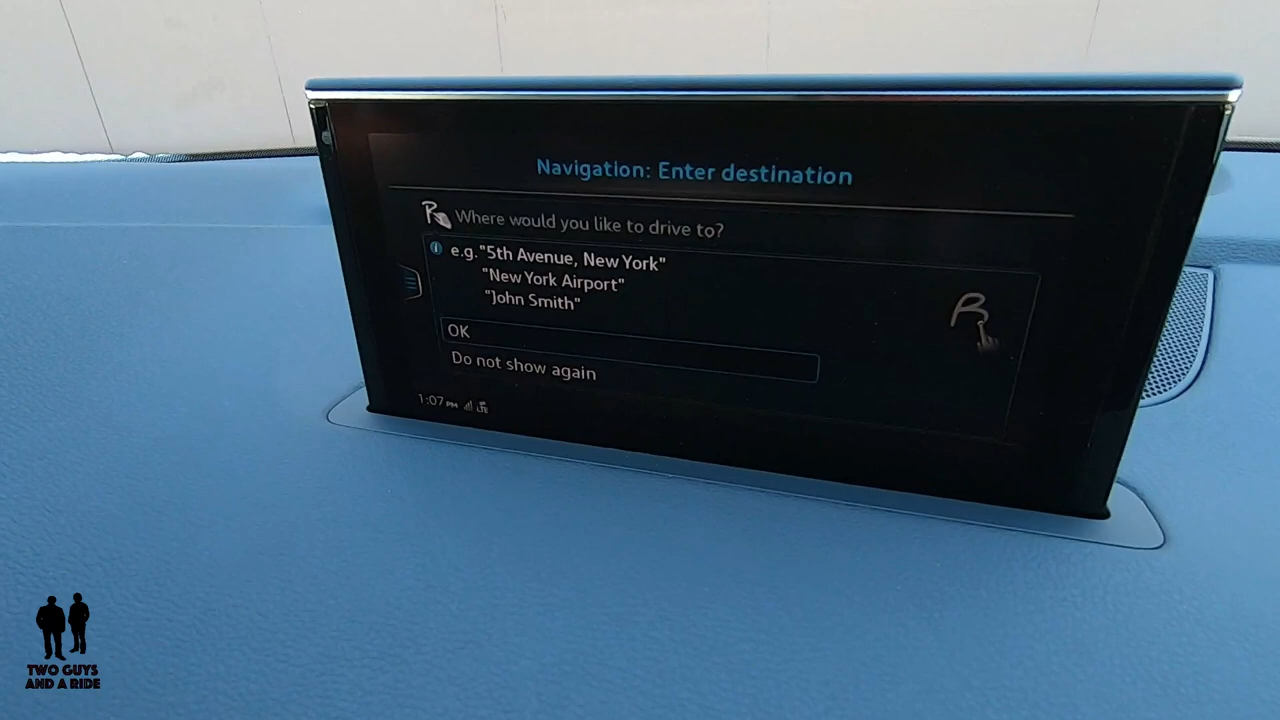 Navigation: Enter destination
R Where would you like to drive to?
i e.g."5th Avenue, New York"
"New York Airport"
"John Smith"
R
OK
Do not show again
1:07 PM LTE
TWO GUYS
AND A RIDE